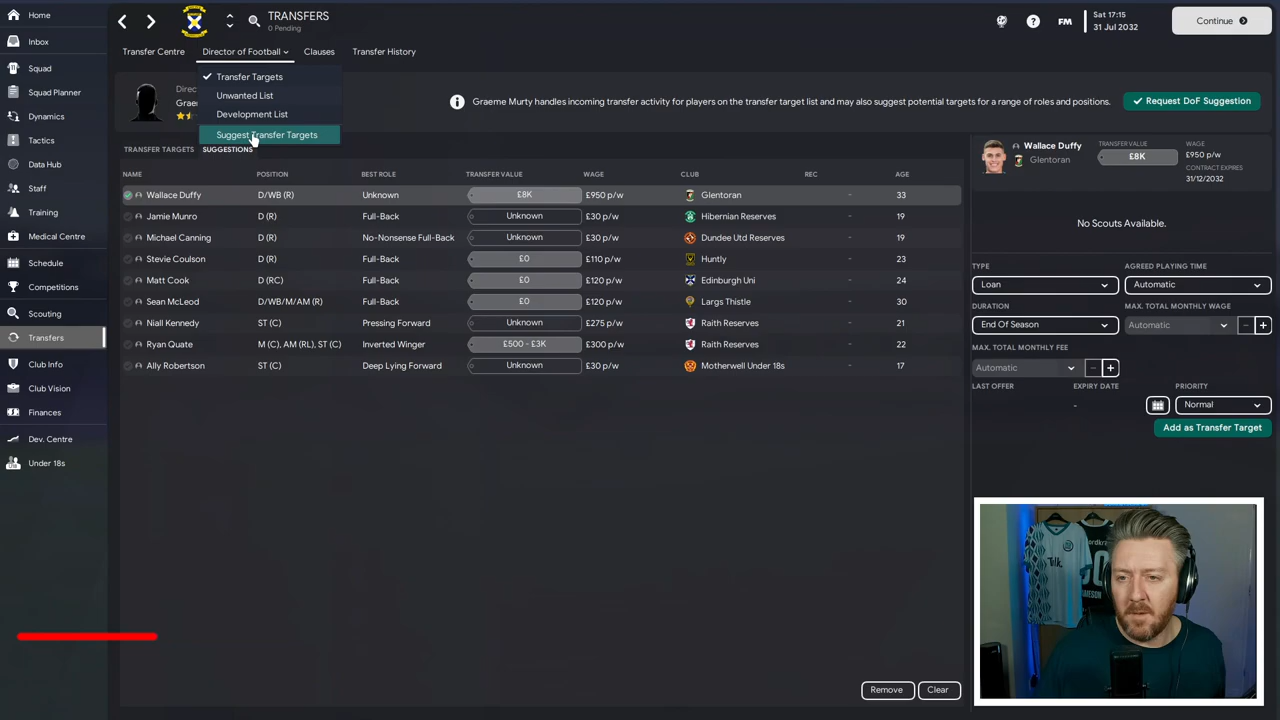 Home
TRANSFERS
0 Pending
FM
Sat 17:15
31 Jul 2032
Continue
Inbox
Squad
Squad Planner
Dynamics
Tactics
Data Hub
Staff
Training
Medical Centre
Schedule
Competitions
Scouting
Transfers
Club Info
Club Vision
Finances
Dev. Centre
Under 18s
Transfer Centre
Director of Football
Clauses
Transfer History
Transfer Targets
Unwanted List
Development List
Suggest Transfer Targets
Graeme Murty handles incoming transfer activity for players on the transfer target list and may also suggest potential targets for a range of roles and positions.
Request DoF Suggestion
TRANSFER TARGETS SUGGESTIONS
NAME POSITION BEST ROLE TRANSFER VALUE WAGE CLUB REC AGE
Wallace Duffy D/WB (R) Unknown £8K £950 p/w Glentoran - 33
Jamie Munro D (R) Full-Back Unknown £30 p/w Hibernian Reserves - 19
Michael Canning D (R) No-Nonsense Full-Back Unknown £30 p/w Dundee Utd Reserves - 19
Stevie Coulson D (R) Full-Back £0 £110 p/w Huntly - 23
Matt Cook D (RC) Full-Back £0 £120 p/w Edinburgh Uni - 24
Sean McLeod D/WB/M/AM (R) Full-Back £0 £120 p/w Largs Thistle - 30
Niall Kennedy ST (C) Pressing Forward Unknown £275 p/w Raith Reserves - 21
Ryan Quate M (C), AM (RL), ST (C) Inverted Winger £500 - £3K £300 p/w Raith Reserves - 22
Ally Robertson ST (C) Deep Lying Forward Unknown £30 p/w Motherwell Under 18s - 17
Remove Clear
Wallace Duffy
Glentoran
TRANSFER VALUE
£8K
WAGE
£950 p/w
CONTRACT EXPIRES
31/12/2032
No Scouts Available.
TYPE AGREED PLAYING TIME
Loan Automatic
DURATION MAX. TOTAL MONTHLY WAGE
End Of Season Automatic
MAX. TOTAL MONTHLY FEE
Automatic
LAST OFFER EXPIRY DATE PRIORITY
- Normal
Add as Transfer Target